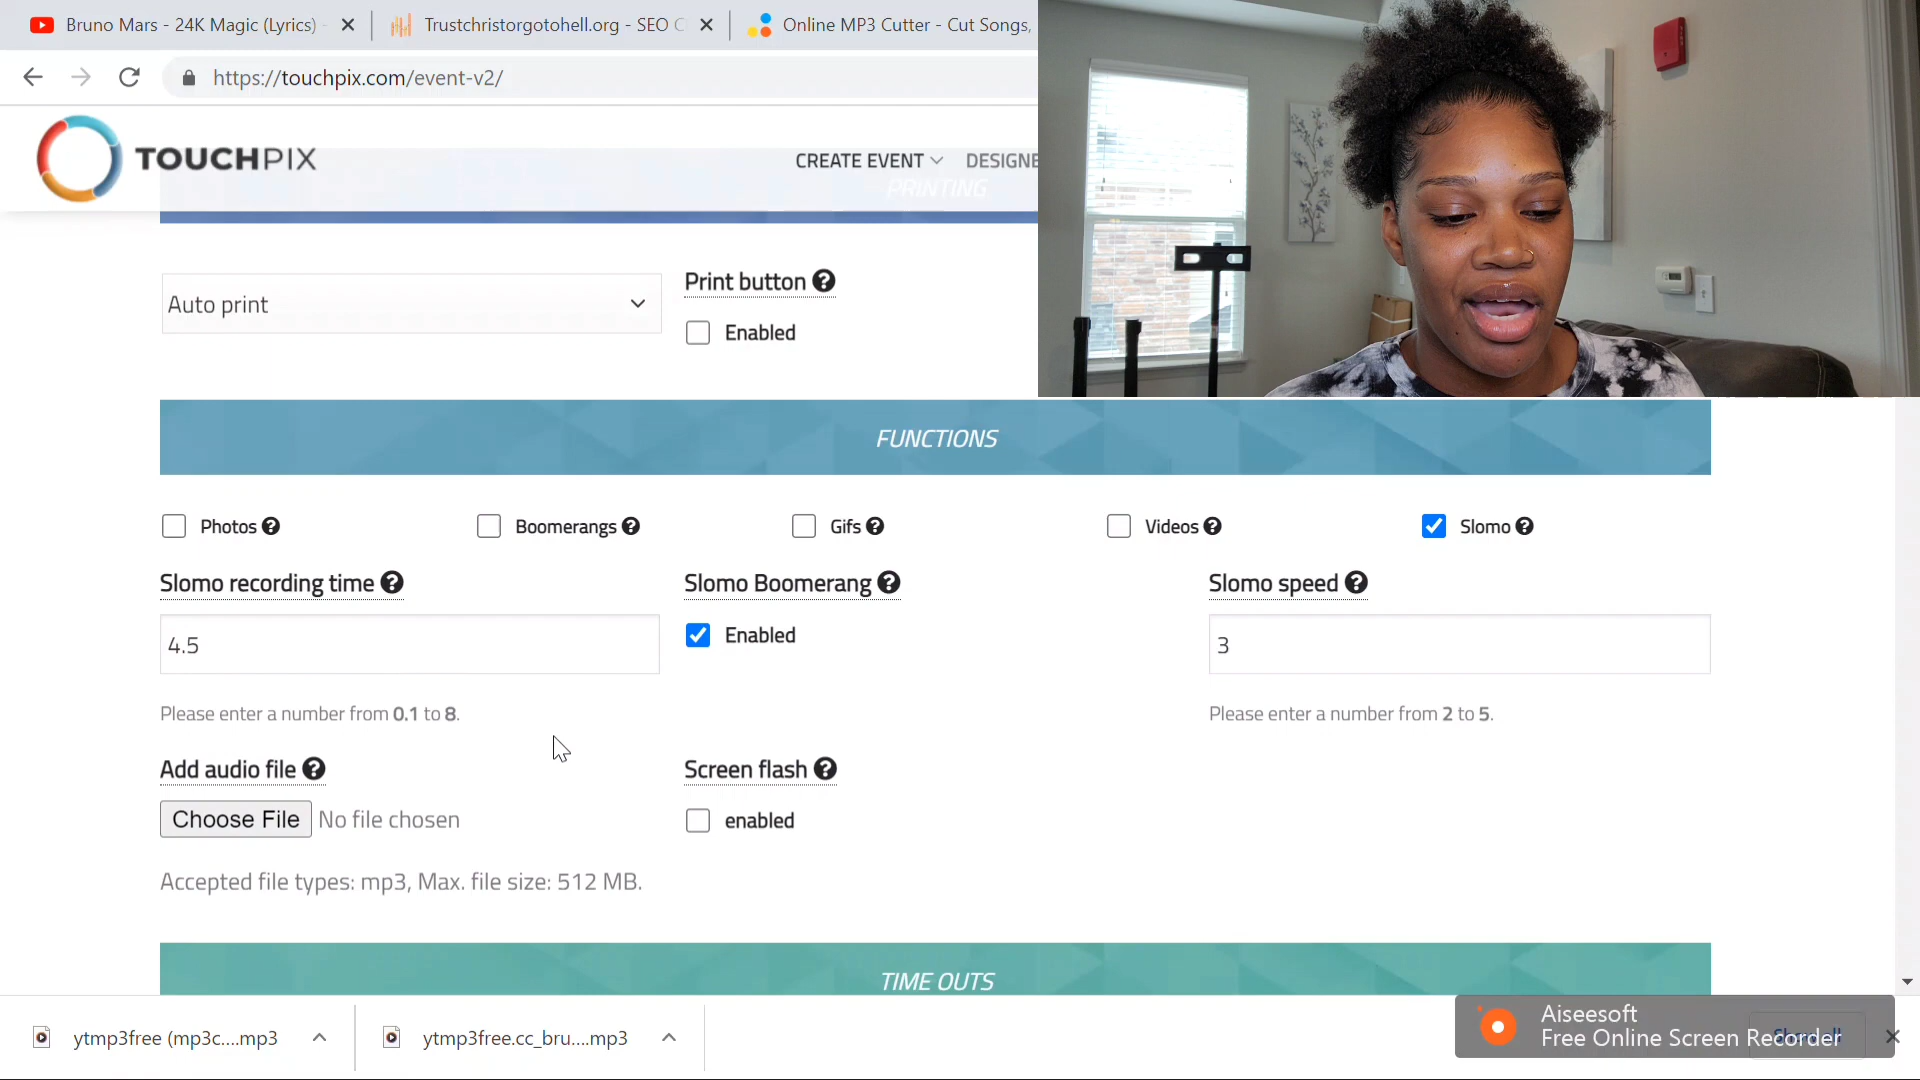 Bruno Mars - 24K Magic (Lyrics) -
Trustchristorgotohell.org - SEO C
Online MP3 Cutter - Cut Songs,
https://touchpix.com/event-v2/
TOUCHPIX
CREATE EVENT
DESIGNE
PRINTING
Auto print
Print button
Enabled
FUNCTIONS
Photos
Boomerangs
Gifs
Videos
Slomo
Slomo recording time
Slomo Boomerang
Slomo speed
4.5
Enabled
3
Please enter a number from 0.1 to 8.
Please enter a number from 2 to 5.
Add audio file
Screen flash
Choose File No file chosen
enabled
Accepted file types: mp3, Max. file size: 512 MB.
TIME OUTS
ytmp3free (mp3c....mp3
ytmp3free.cc_bru....mp3
Show all
Aiseesoft
Free Online Screen Recorder